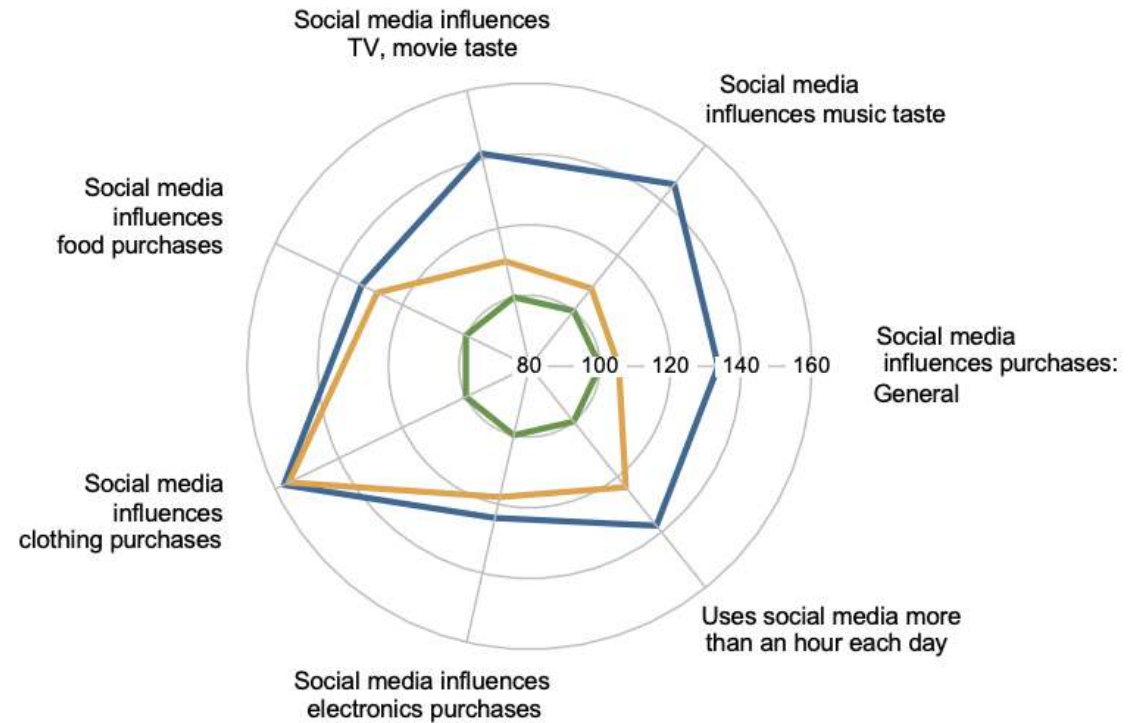 Social media influences
TV, movie taste
Social media
influences music taste
Social media
influences
food purchases
80 100 120 140 160
Social media
influences purchases:
General
Social media
influences
clothing purchases
Uses social media more
than an hour each day
Social media influences
electronics purchases